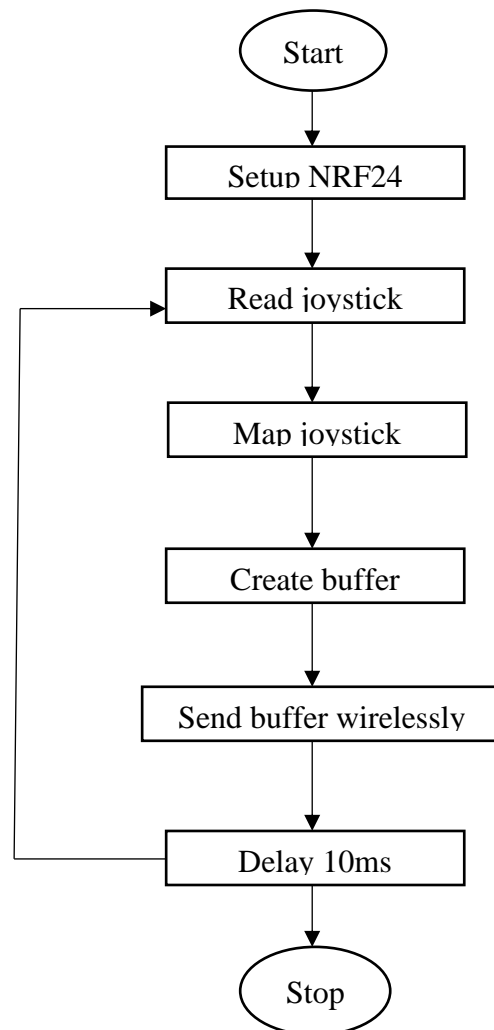 Start
Setup NRF24
Read joystick
Map joystick
Create buffer
Send buffer wirelessly
Delay 10ms
Stop